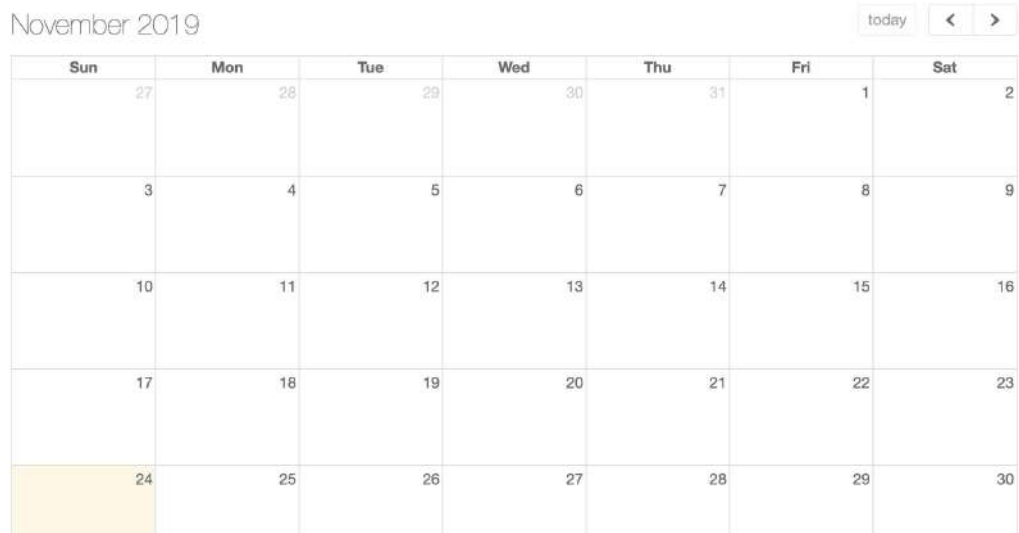 November 2019 today
Sun Mon Tue Wed Thu Fri Sat
27 28 29 30 31 1 2
3 4 5 6 7 8 9
10 11 12 13 14 15 16
17 18 19 20 21 22 23
24 25 26 27 28 29 30